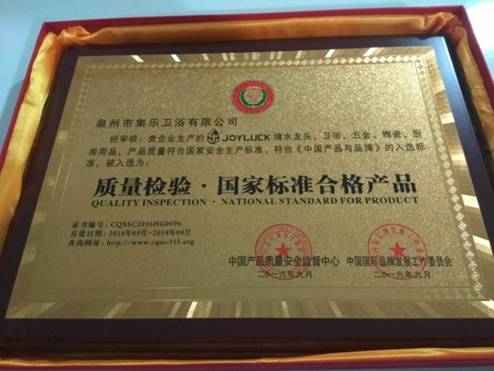 泉州市集乐卫浴有限公司
经审核：贵企业生产的 JOYLUCK 牌水龙头、卫浴、五金、陶瓷、厨
房用品，产品质量符合国家安全生产标准，符合《中国产品与品牌》的入选标
准，被入选为：
质量检验·国家标准合格产品
QUALITY INSPECTION · NATIONAL STANDARD FOR PRODUCT
证书编号：CQSSC2016HG0096
有效日期：2016年09月-2018年09月
查询网址：http://www.cqssc315.org
中国产品质量安全监督中心 中国国际品牌发展工作委员会
二〇一六年九月 二〇一六年九月